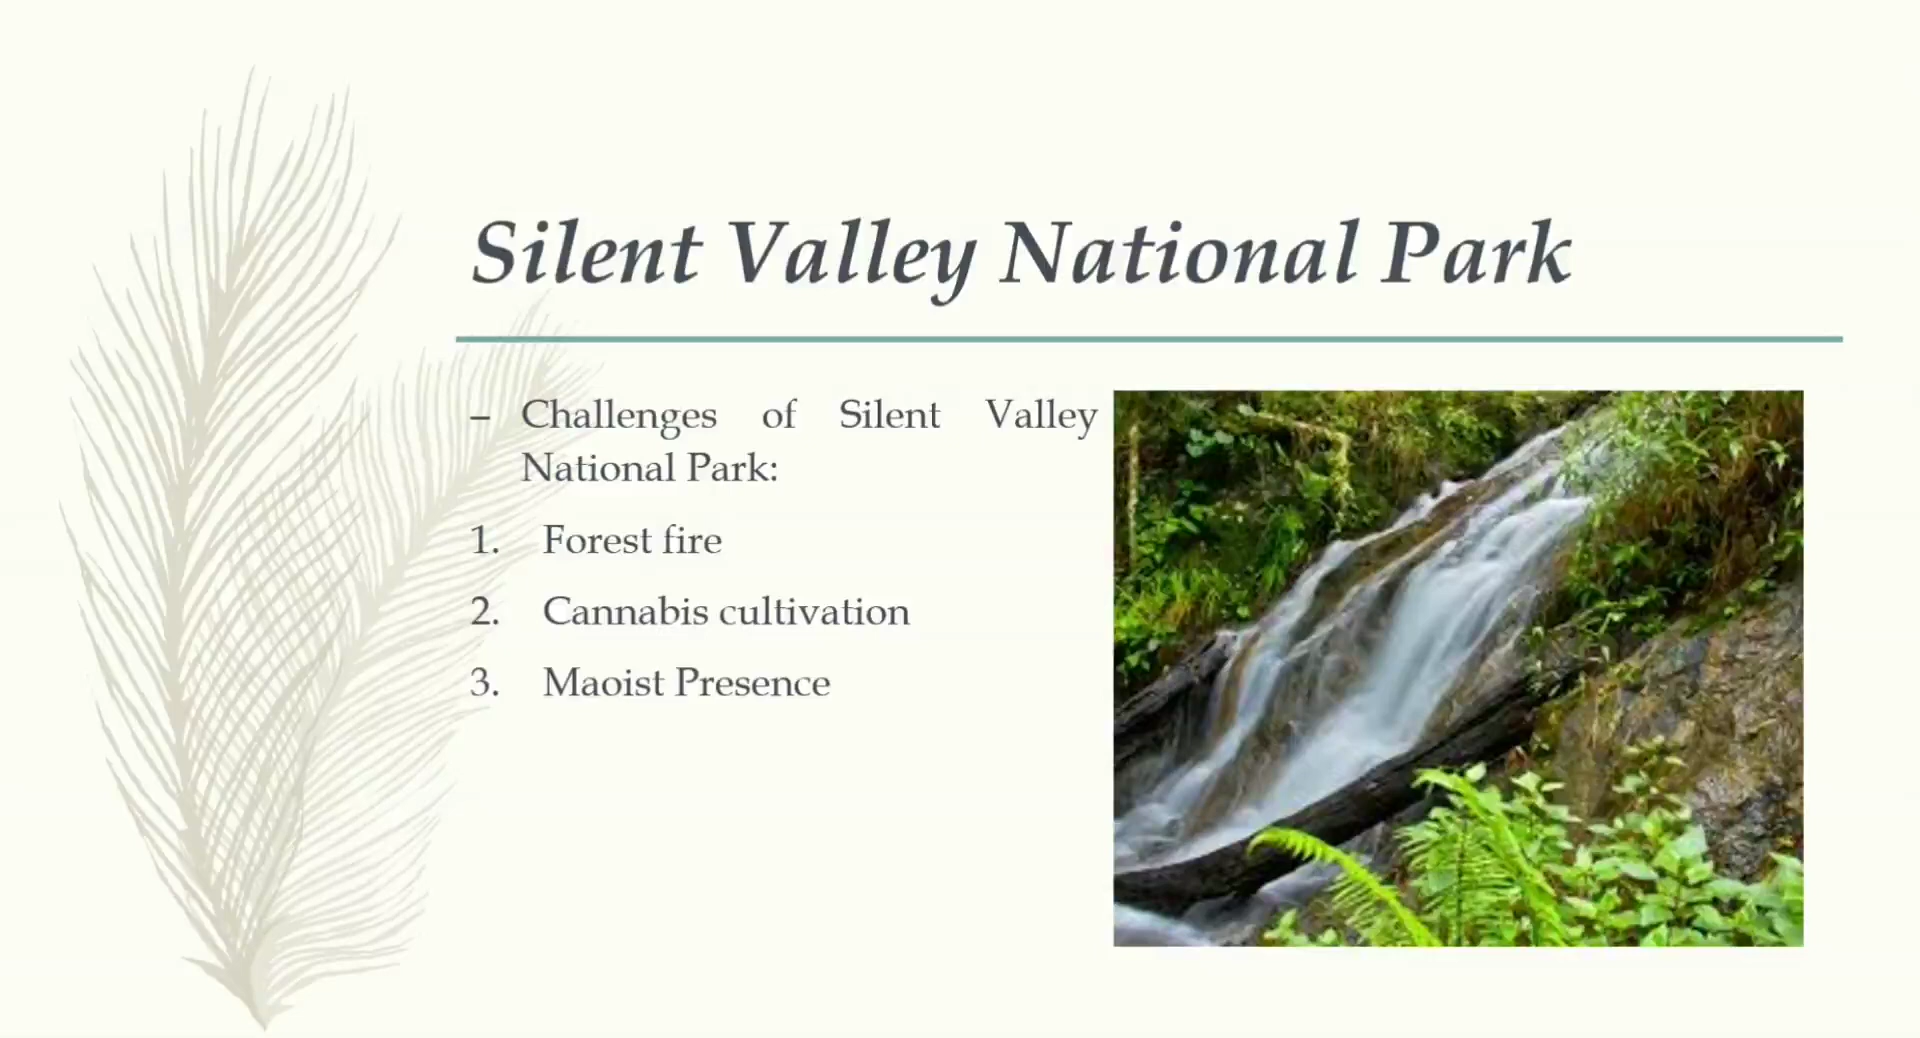 Silent Valley National Park
– Challenges of Silent Valley
National Park:
1. Forest fire
2. Cannabis cultivation
3. Maoist Presence